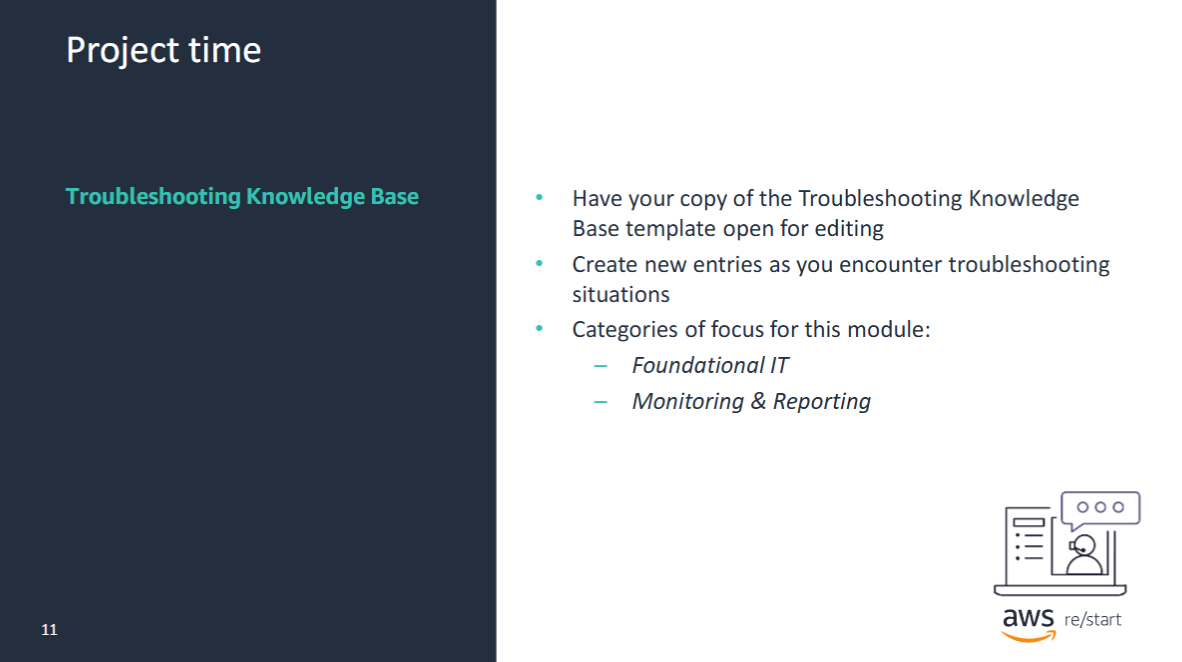 Project time
Troubleshooting Knowledge Base
• Have your copy of the Troubleshooting Knowledge
Base template open for editing
• Create new entries as you encounter troubleshooting
situations
• Categories of focus for this module:
– Foundational IT
– Monitoring & Reporting
aws re/start
11